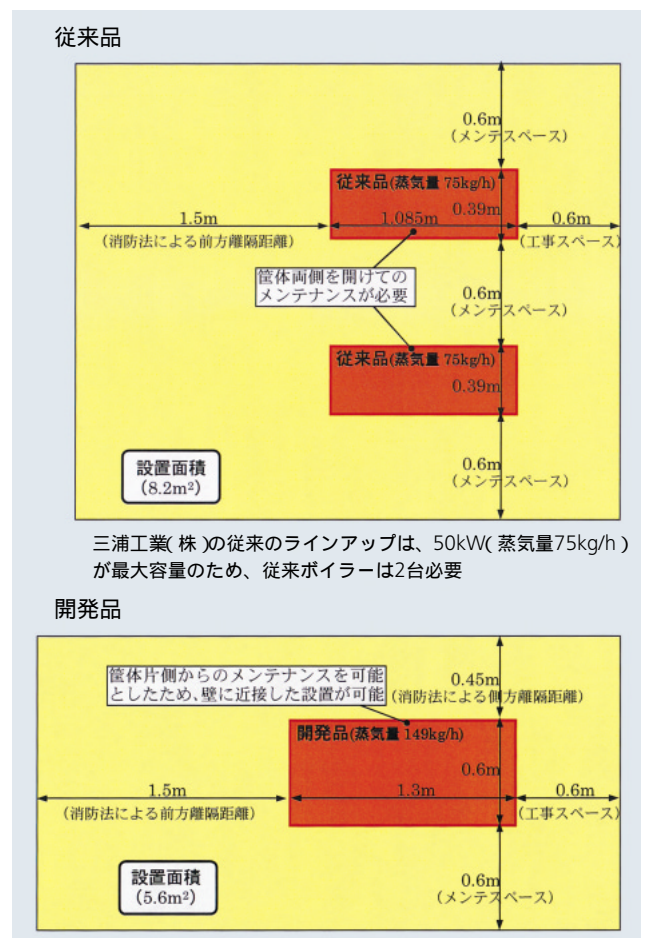 従来品
0.6m
(メンテスペース)
従来品(蒸気量 75kg/h)
0.39m
1.5m
1.085m
0.6m
(消防法による前方離隔距離)
(工事スペース)
筐体両側を開けての
メンテナンスが必要
0.6m
(メンテスペース)
従来品(蒸気量 75kg/h)
0.39m
0.6m
(メンテスペース)
設置面積
(8.2m²)
三浦工業(株)の従来のラインアップは、50kW(蒸気量75kg/h)
が最大容量のため、従来ボイラーは2台必要
開発品
筐体片側からのメンテナンスを可能
としたため、壁に近接した設置が可能
0.45m
(消防法による側方離隔距離)
開発品(蒸気量 149kg/h)
0.6m
1.5m
1.3m
0.6m
(消防法による前方離隔距離)
(工事スペース)
設置面積
(5.6m²)
0.6m
(メンテスペース)